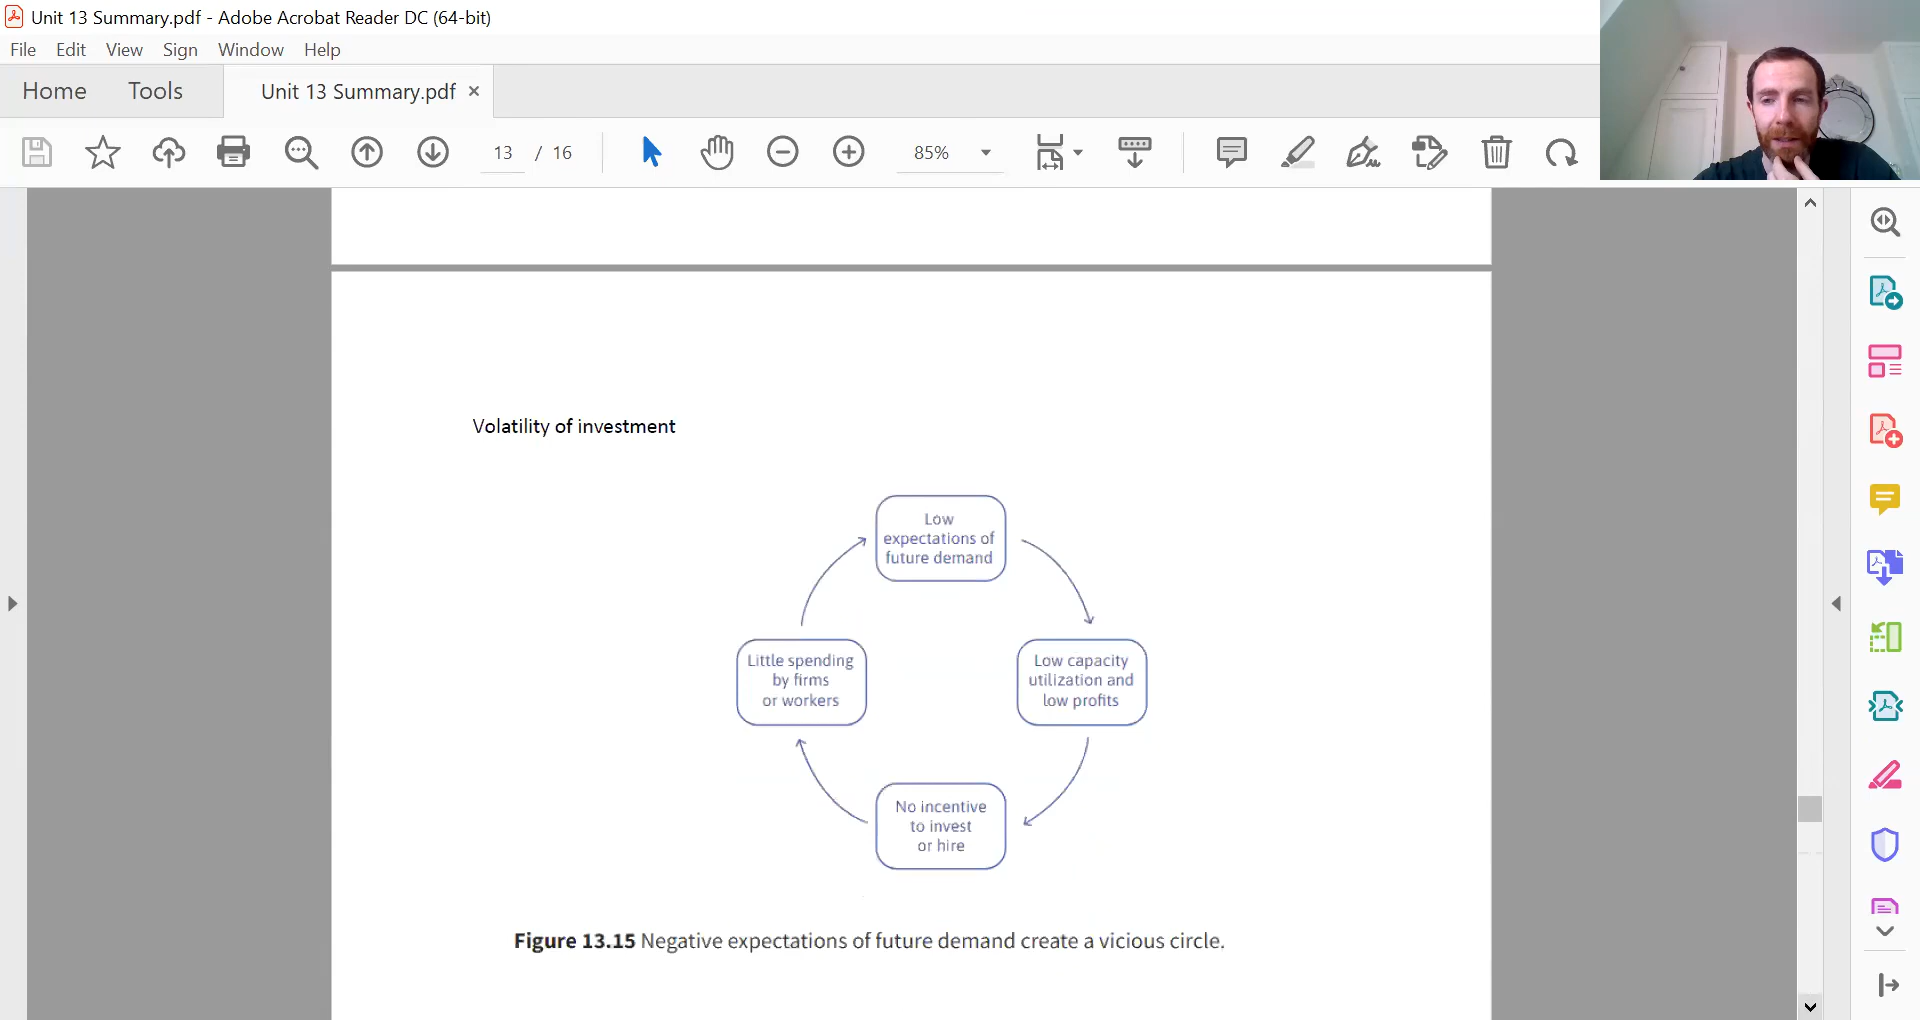 Unit 13 Summary.pdf - Adobe Acrobat Reader DC (64-bit)
File Edit View Sign Window Help
Home Tools Unit 13 Summary.pdf ×
13 / 16 85%
Volatility of investment
Low
expectations of
future demand
Little spending
by firms
or workers
Low capacity
utilization and
low profits
No incentive
to invest
or hire
Figure 13.15 Negative expectations of future demand create a vicious circle.